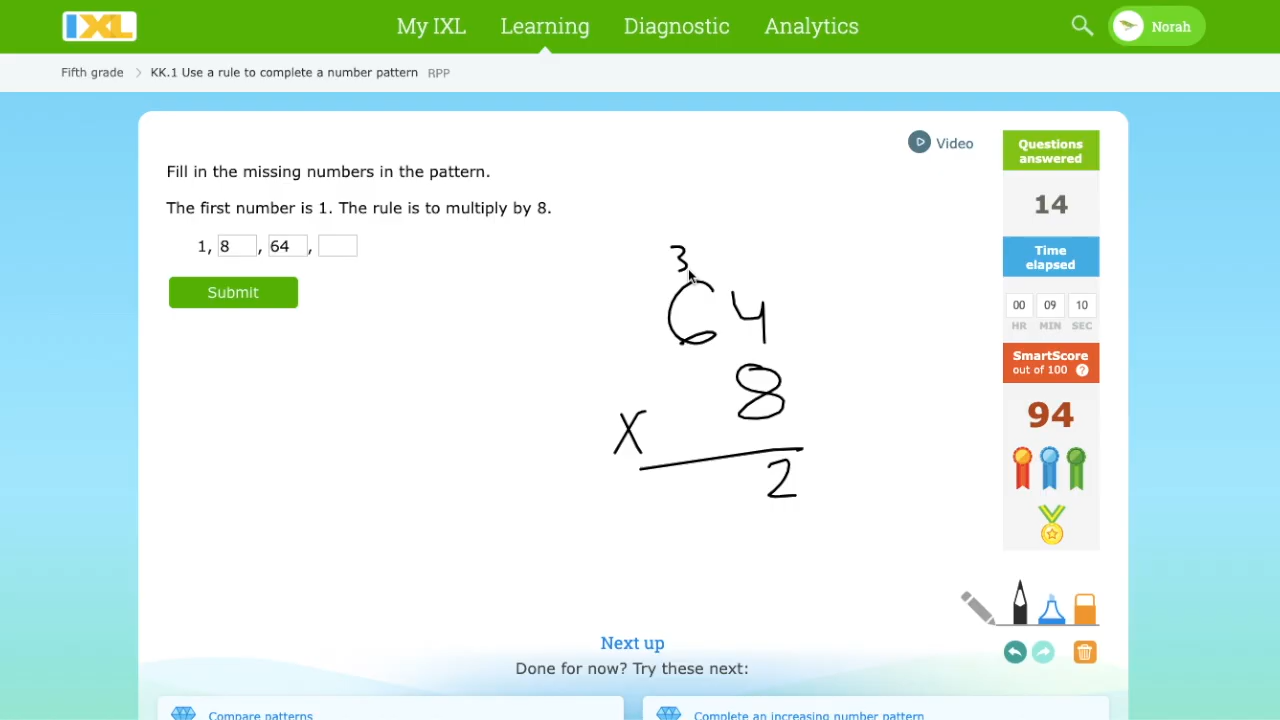 IXL My IXL Learning Diagnostic Analytics Norah
Fifth grade > KK.1 Use a rule to complete a number pattern RPP
Video
Fill in the missing numbers in the pattern.
The first number is 1. The rule is to multiply by 8.
1, 8 , 64 ,
Submit
3
64
8
X
2
Questions
answered
14
Time
elapsed
00 09 10
HR MIN SEC
SmartScore
out of 100 ?
94
Next up
Done for now? Try these next:
Compare patterns
Complete an increasing number pattern